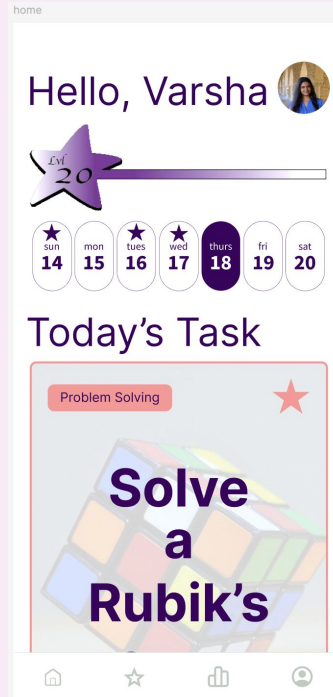 home
Hello, Varsha
Lvl
20
sun mon tues wed thurs fri sat
14 15 16 17 18 19 20
Today's Task
Problem Solving
Solve
a
Rubik's